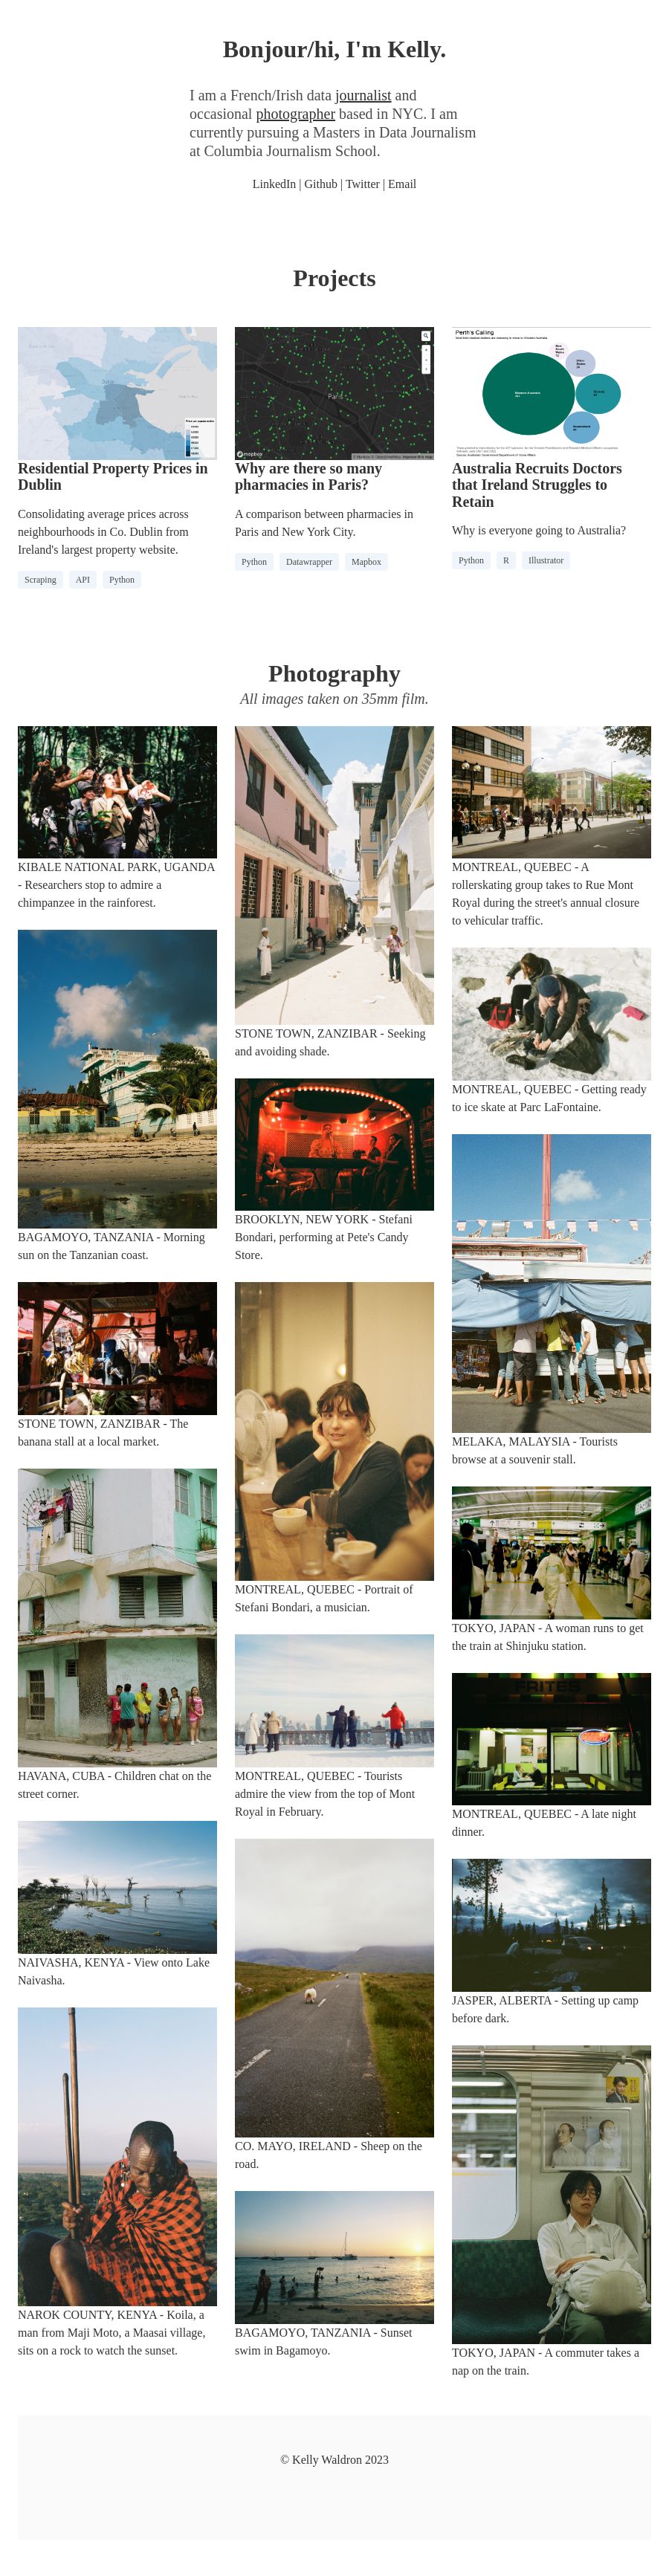 Bonjour/hi, I'm Kelly.
I am a French/Irish data journalist and
occasional photographer based in NYC. I am
currently pursuing a Masters in Data Journalism
at Columbia Journalism School.
LinkedIn | Github | Twitter | Email
Projects
Dublin
Residential Property Prices in
Dublin
Consolidating average prices across
neighbourhoods in Co. Dublin from
Ireland's largest property website.
Scraping API Python
Paris
mapbox
Why are there so many
pharmacies in Paris?
A comparison between pharmacies in
Paris and New York City.
Python Datawrapper Mapbox
Perth's Calling
Australia Recruits Doctors
that Ireland Struggles to
Retain
Why is everyone going to Australia?
Python R Illustrator
Photography
All images taken on 35mm film.
KIBALE NATIONAL PARK, UGANDA
- Researchers stop to admire a
chimpanzee in the rainforest.
BAGAMOYO, TANZANIA - Morning
sun on the Tanzanian coast.
STONE TOWN, ZANZIBAR - The
banana stall at a local market.
HAVANA, CUBA - Children chat on the
street corner.
NAIVASHA, KENYA - View onto Lake
Naivasha.
NAROK COUNTY, KENYA - Koila, a
man from Maji Moto, a Maasai village,
sits on a rock to watch the sunset.
STONE TOWN, ZANZIBAR - Seeking
and avoiding shade.
BROOKLYN, NEW YORK - Stefani
Bondari, performing at Pete's Candy
Store.
MONTREAL, QUEBEC - Portrait of
Stefani Bondari, a musician.
MONTREAL, QUEBEC - Tourists
admire the view from the top of Mont
Royal in February.
CO. MAYO, IRELAND - Sheep on the
road.
BAGAMOYO, TANZANIA - Sunset
swim in Bagamoyo.
MONTREAL, QUEBEC - A
rollerskating group takes to Rue Mont
Royal during the street's annual closure
to vehicular traffic.
MONTREAL, QUEBEC - Getting ready
to ice skate at Parc LaFontaine.
MELAKA, MALAYSIA - Tourists
browse at a souvenir stall.
TOKYO, JAPAN - A woman runs to get
the train at Shinjuku station.
FRITES
MONTREAL, QUEBEC - A late night
dinner.
JASPER, ALBERTA - Setting up camp
before dark.
TOKYO, JAPAN - A commuter takes a
nap on the train.
© Kelly Waldron 2023